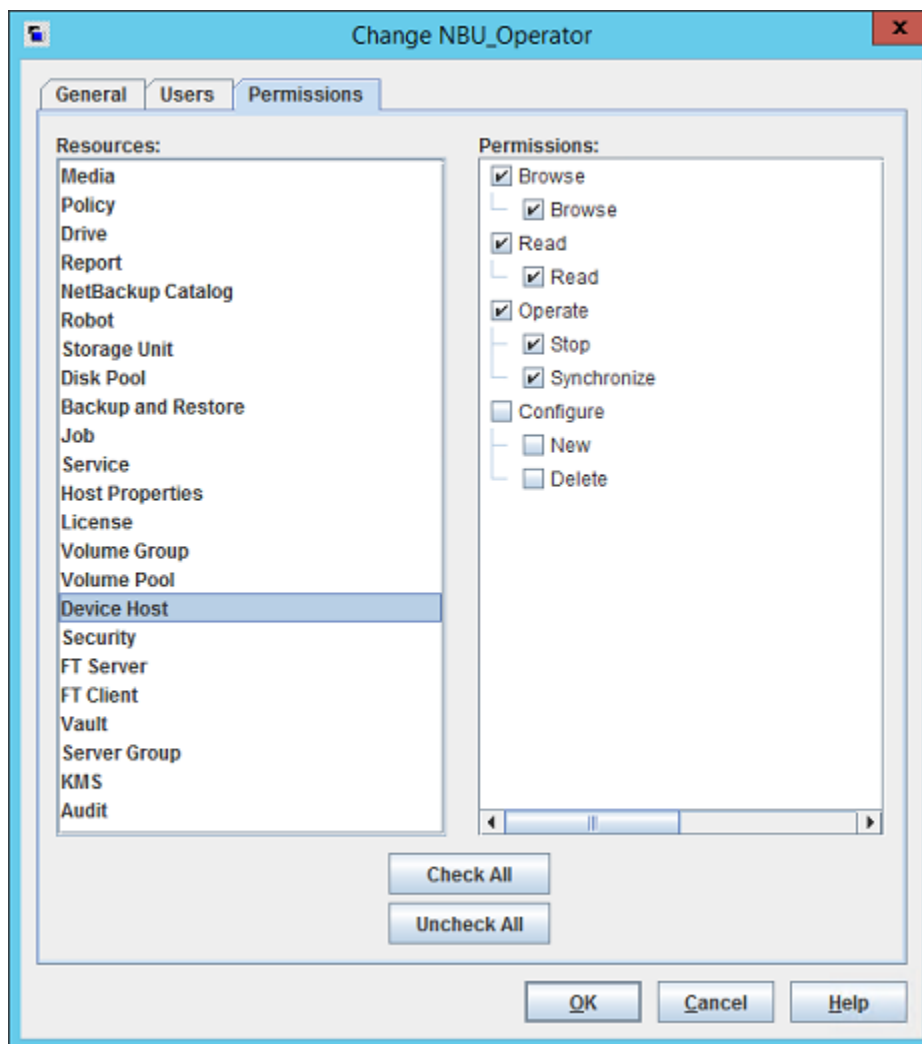 Change NBU_Operator
x
General Users Permissions
Resources:
Media
Policy
Drive
Report
NetBackup Catalog
Robot
Storage Unit
Disk Pool
Backup and Restore
Job
Service
Host Properties
License
Volume Group
Volume Pool
Device Host
Security
FT Server
FT Client
Vault
Server Group
KMS
Audit
Permissions:
Browse
Browse
Read
Read
Operate
Stop
Synchronize
Configure
New
Delete
Check All
Uncheck All
OK Cancel Help